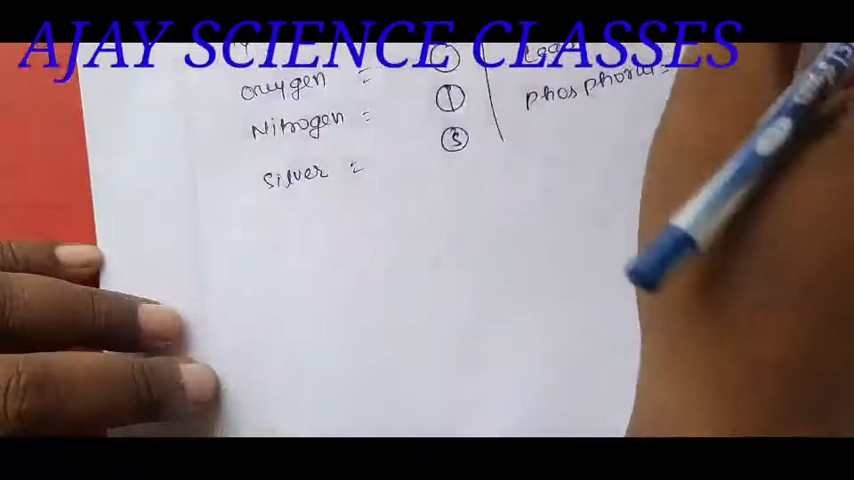 AJAY SCIENCE CLASSES
Oxygen =
Nitrogen =
Silver =
S
phosphorus =